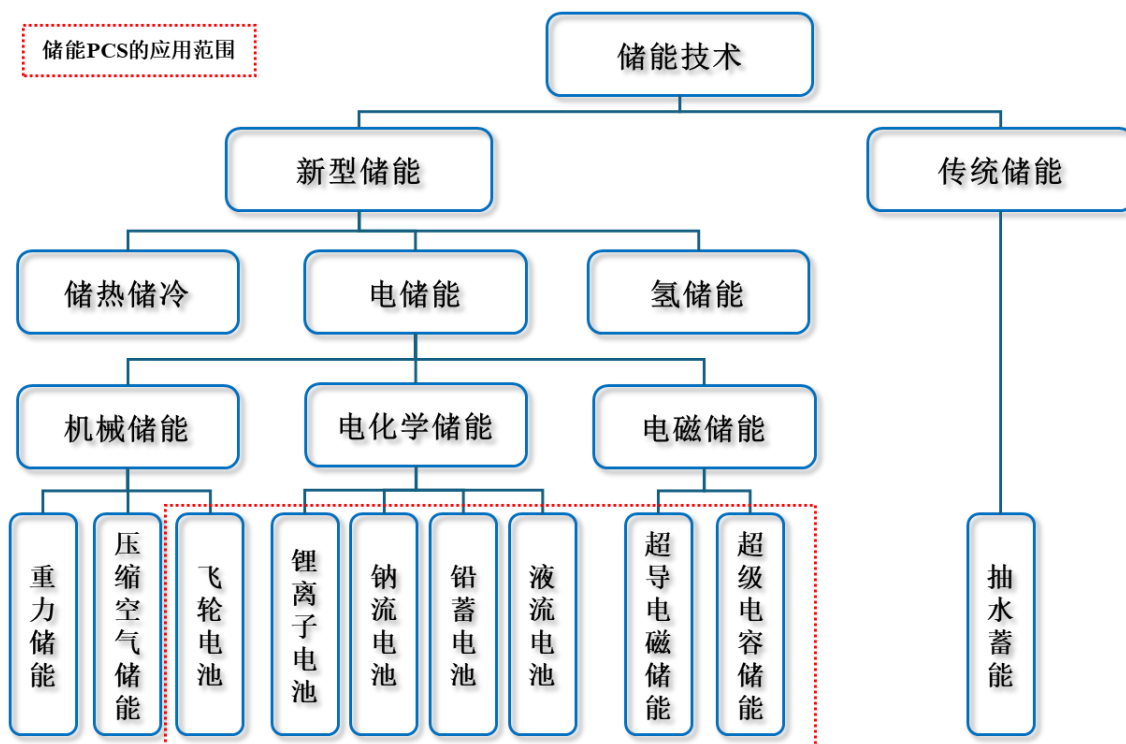 储能PCS的应用范围
储能技术
新型储能
传统储能
储热储冷
电储能
氢储能
机械储能
电化学储能
电磁储能
重力储能
压缩空气储能
飞轮电池
锂离子电池
钠流电池
铅蓄电池
液流电池
超导电磁储能
超级电容储能
抽水蓄能